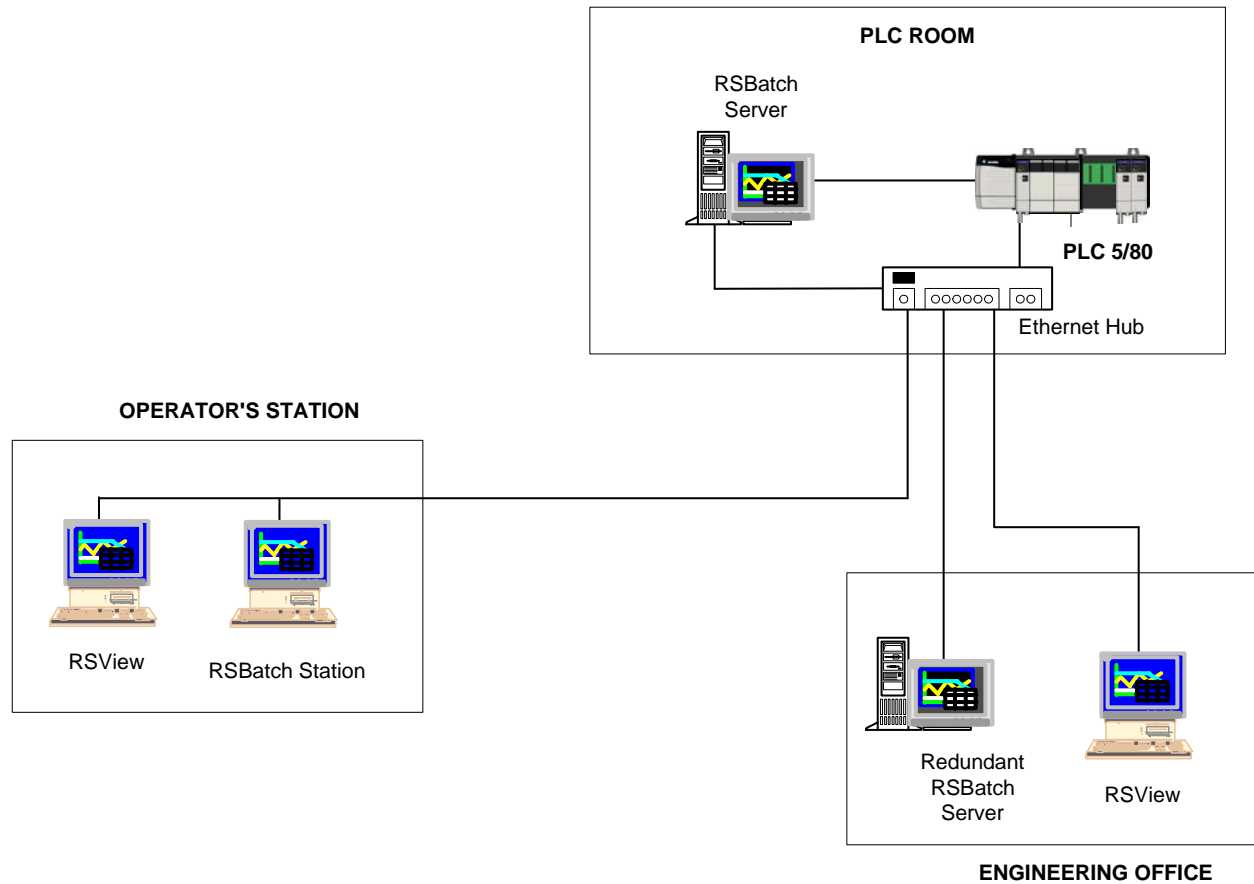 PLC ROOM
RSBatch
Server
PLC 5/80
Ethernet Hub
OPERATOR'S STATION
RSView
RSBatch Station
Redundant
RSBatch
Server
RSView
ENGINEERING OFFICE